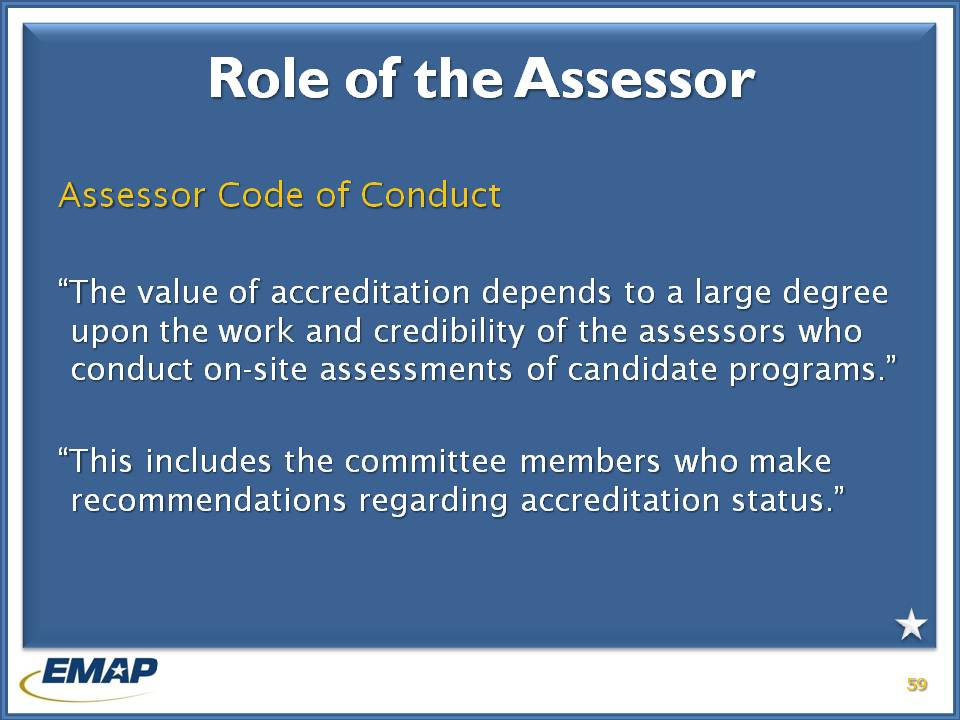 Role of the Assessor
Assessor Code of Conduct
“The value of accreditation depends to a large degree
upon the work and credibility of the assessors who
conduct on-site assessments of candidate programs.”
“This includes the committee members who make
recommendations regarding accreditation status.”
EMAP
59